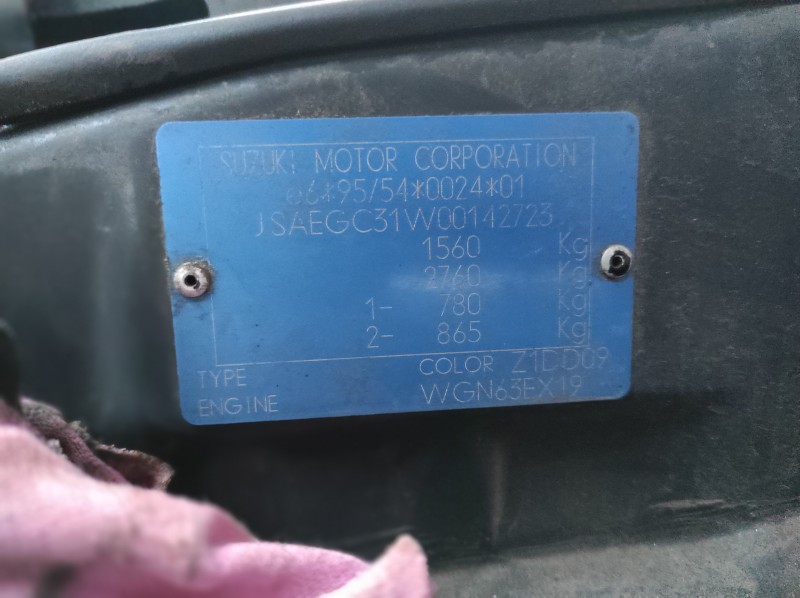 SUZUKI MOTOR CORPORATION
e6*95/54*0024*01
JSAEGC31W00142723
1560 Kg
2760 Kg
1- 780 Kg
2- 865 Kg
TYPE COLOR Z1DD09
ENGINE WGN63EX19